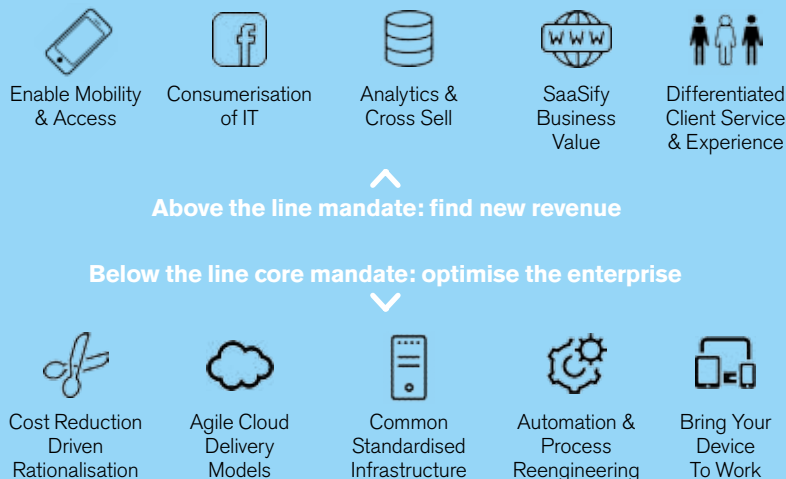 Enable Mobility
& Access
Consumerisation
of IT
Analytics &
Cross Sell
WWW
SaaSify
Business
Value
Differentiated
Client Service
& Experience
Above the line mandate: find new revenue
Below the line core mandate: optimise the enterprise
Cost Reduction
Driven
Rationalisation
Agile Cloud
Delivery
Models
Common
Standardised
Infrastructure
Automation &
Process
Reengineering
Bring Your
Device
To Work